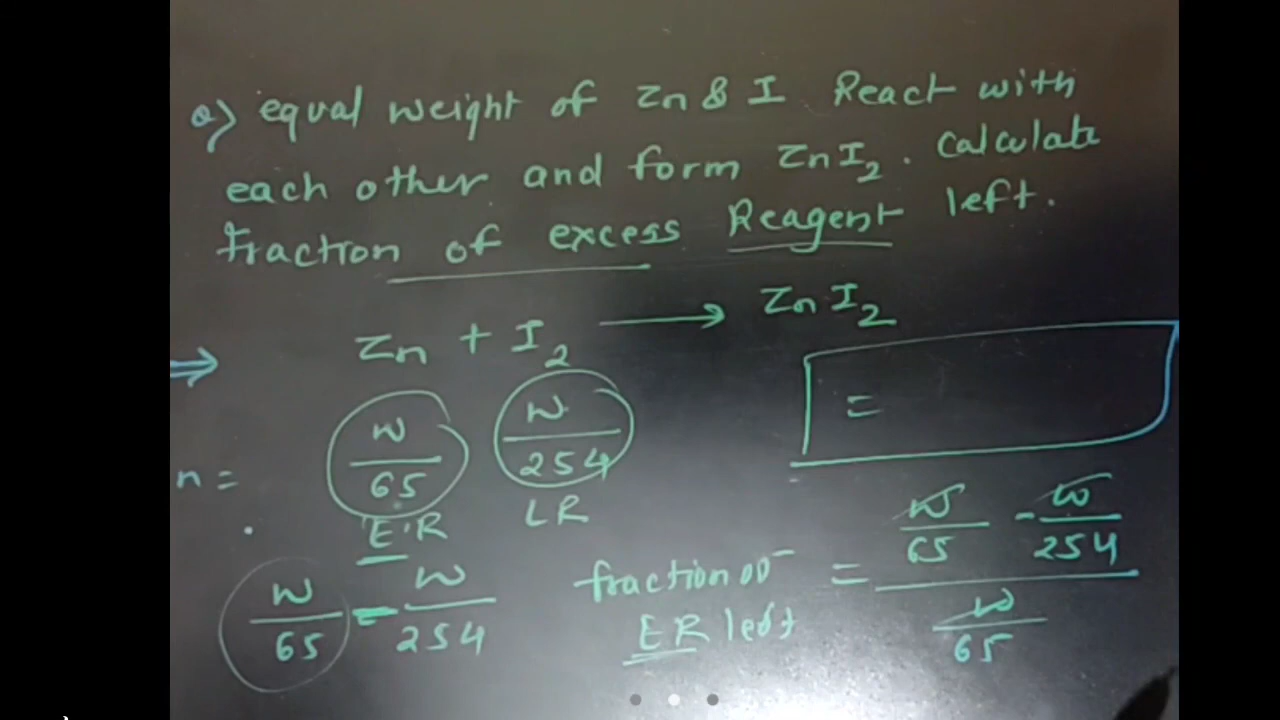 Q) equal weight of Zn & I React with
each other and form ZnI₂. Calculate
fraction of excess Reagent left.
⇒ Zn + I₂ → ZnI₂
n = w/65 w/254 =
E.R LR
w/65 - w/254
fraction of ER left = (w/65 - w/254) / (w/65)